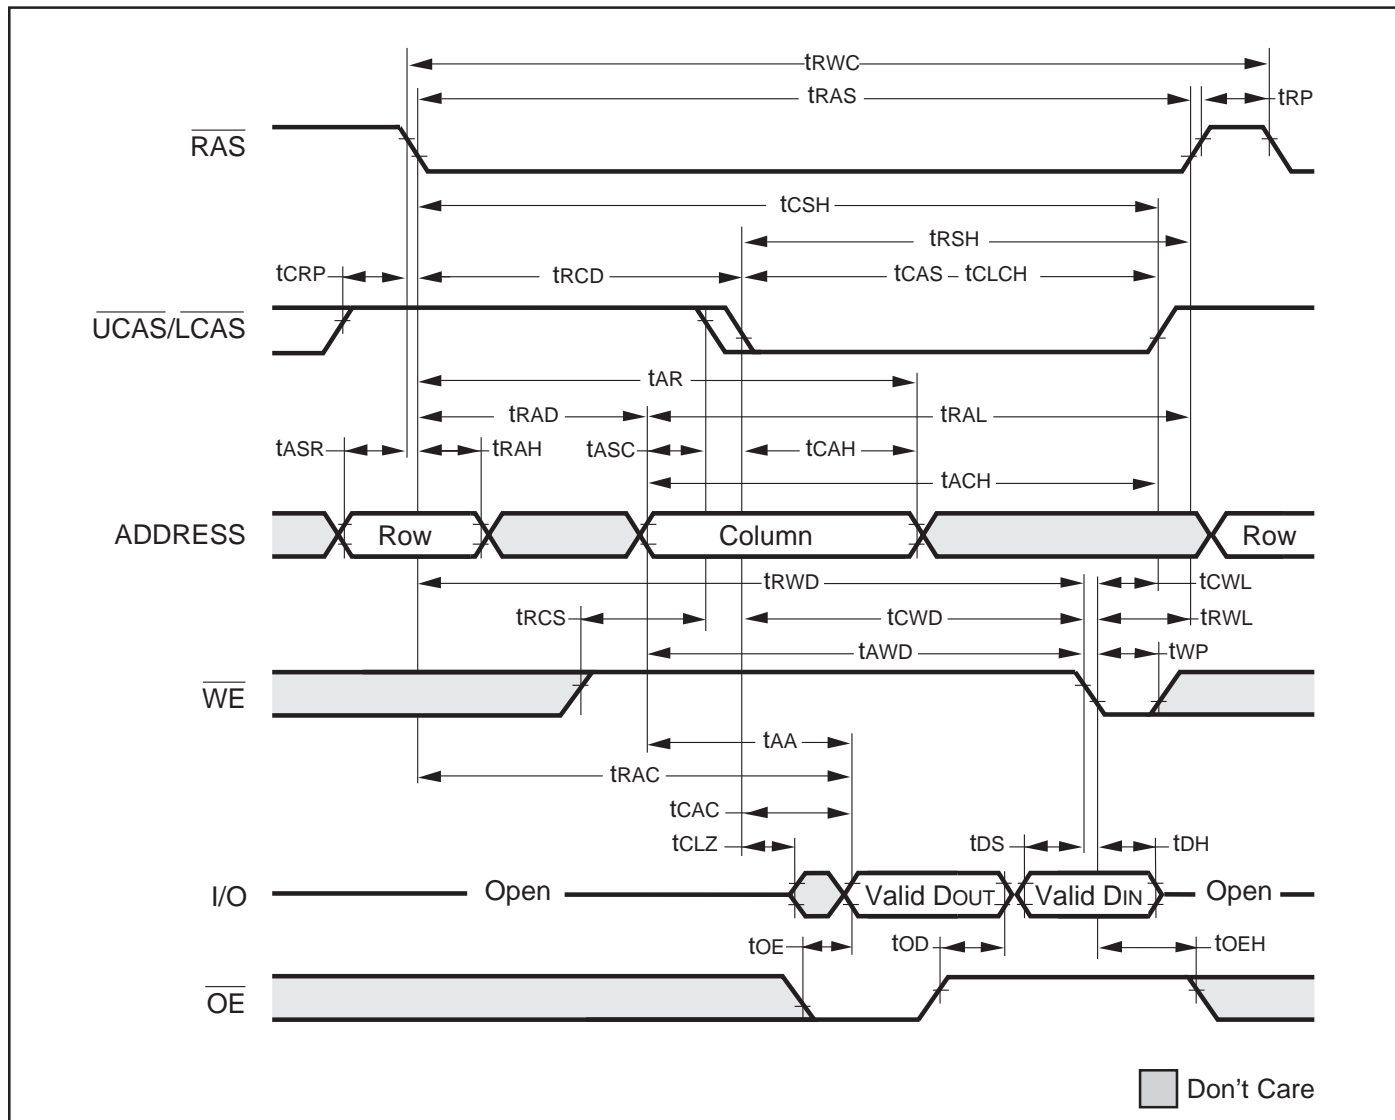 tRWC
tRAS
tRP
RAS
tCSH
tRSH
tCRP
tRCD
tCAS – tCLCH
UCAS/LCAS
tAR
tRAD
tRAL
tASR
tRAH
tASC
tCAH
tACH
ADDRESS
Row
Column
Row
tRWD
tCWL
tRCS
tCWD
tRWL
tAWD
tWP
WE
tAA
tRAC
tCAC
tCLZ
tDS
tDH
I/O
Open
Valid DOUT
Valid DIN
Open
tOE
tOD
tOEH
OE
Don't Care